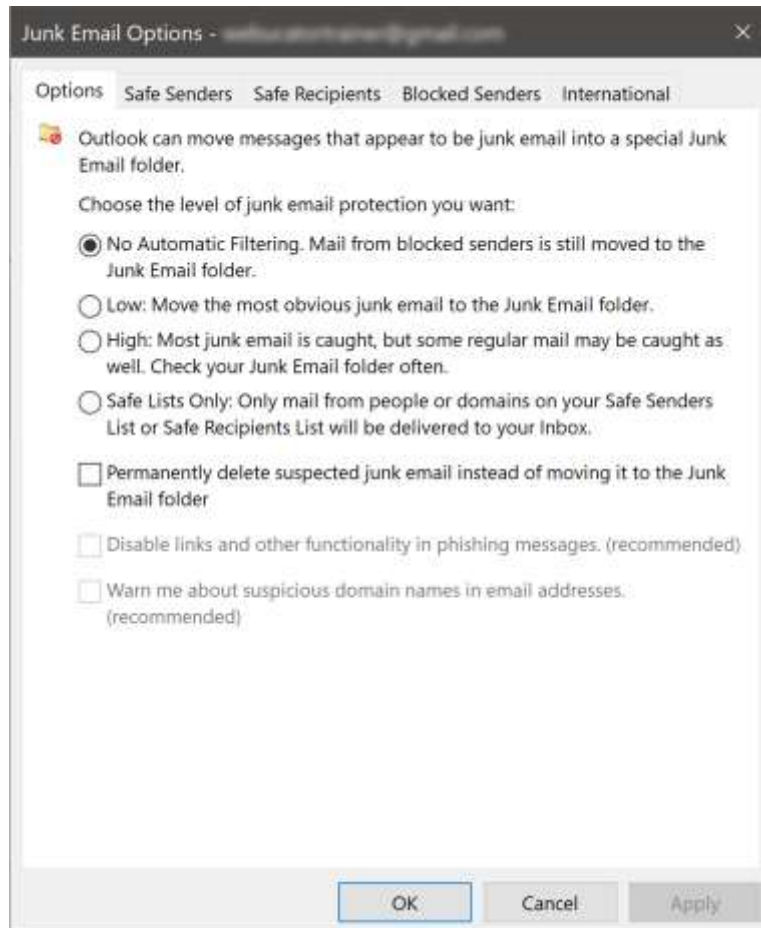 Junk Email Options -
Options Safe Senders Safe Recipients Blocked Senders International
Outlook can move messages that appear to be junk email into a special Junk
Email folder.
Choose the level of junk email protection you want:
No Automatic Filtering. Mail from blocked senders is still moved to the
Junk Email folder.
Low: Move the most obvious junk email to the Junk Email folder.
High: Most junk email is caught, but some regular mail may be caught as
well. Check your Junk Email folder often.
Safe Lists Only: Only mail from people or domains on your Safe Senders
List or Safe Recipients List will be delivered to your Inbox.
Permanently delete suspected junk email instead of moving it to the Junk
Email folder
Disable links and other functionality in phishing messages. (recommended)
Warn me about suspicious domain names in email addresses.
(recommended)
OK Cancel Apply